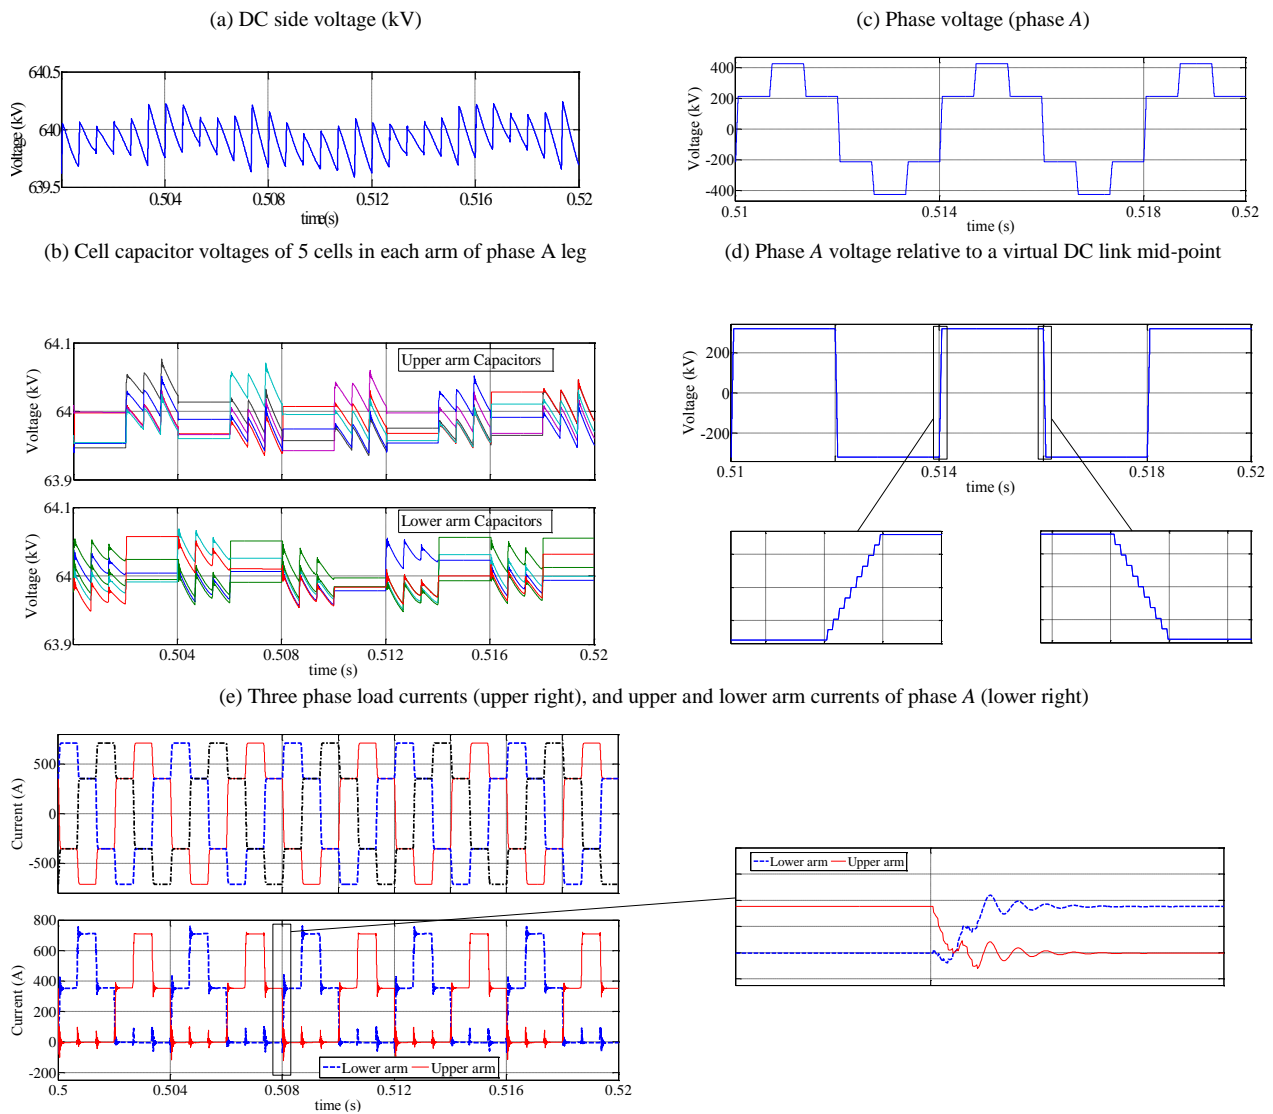 (a) DC side voltage (kV)
640.5
640
639.5
Voltage (kV)
0.504
0.508
0.512
0.516
0.52
time(s)
(c) Phase voltage (phase A)
400
200
0
-200
-400
Voltage (kV)
0.51
0.514
0.518
0.52
time (s)
(b) Cell capacitor voltages of 5 cells in each arm of phase A leg
64.1
64
63.9
Voltage (kV)
Upper arm Capacitors
64.1
64
63.9
Voltage (kV)
Lower arm Capacitors
0.504
0.508
0.512
0.516
0.52
time (s)
(d) Phase A voltage relative to a virtual DC link mid-point
200
0
-200
Voltage (kV)
0.51
0.514
0.518
0.52
time (s)
(e) Three phase load currents (upper right), and upper and lower arm currents of phase A (lower right)
500
0
-500
Current (A)
800
600
400
200
0
-200
Current (A)
Lower arm Upper arm
0.5
0.504
0.508
0.512
0.516
0.52
time (s)
Lower arm Upper arm